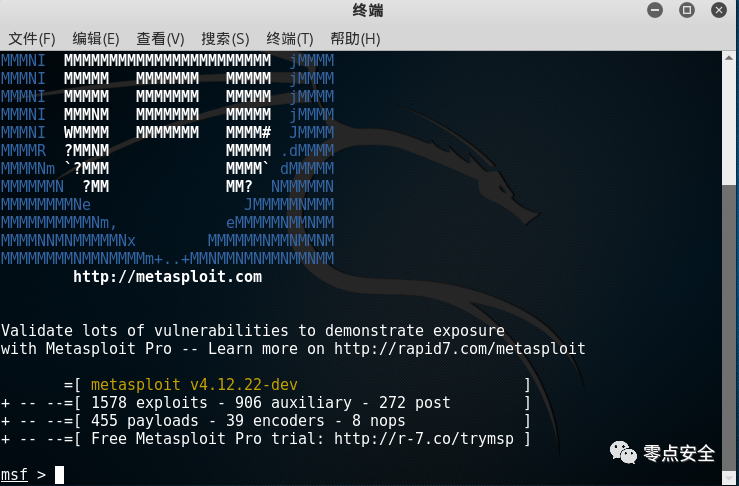 终端
文件(F) 编辑(E) 查看(V) 搜索(S) 终端(T) 帮助(H)
MMMNI  MMMMMMMMMMMMMMMMMMMMMMM  jMMMM
MMMNI  MMMMM   MMMMMMM   MMMMM  jMMMM
MMMNI  MMMMM   MMMMMMM   MMMMM  jMMMM
MMMNI  MMMNM   MMMMMMM   MMMMM  jMMMM
MMMNI  WMMMM   MMMMMMM   MMMM#  JMMMM
MMMMR  ?MMNM             MMMMM .dMMMM
MMMMNm `?MMM             MMMM` dMMMMM
MMMMMMN  ?MM             MM?  NMMMMMN
MMMMMMMMNe                 JMMMMMNMMM
MMMMMMMMMMNm,            eMMMMMNMMNMM
MMMMNNMNMMMMMNx        MMMMMMNMMNMMNM
MMMMMMMMNMMNMMMMm+..+MMNMMNMNMMNMMNMM
http://metasploit.com
Validate lots of vulnerabilities to demonstrate exposure
with Metasploit Pro -- Learn more on http://rapid7.com/metasploit
=[ metasploit v4.12.22-dev ]
+ -- --=[ 1578 exploits - 906 auxiliary - 272 post ]
+ -- --=[ 455 payloads - 39 encoders - 8 nops ]
+ -- --=[ Free Metasploit Pro trial: http://r-7.co/trymsp ]
零点安全
msf >